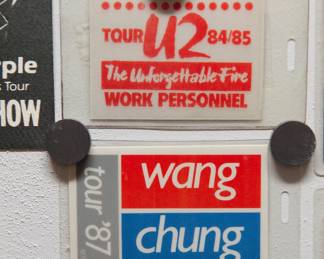 rple
s Tour
HOW
TOUR U2 84/85
The Unforgettable Fire
WORK PERSONNEL
tour '87
wang
chung